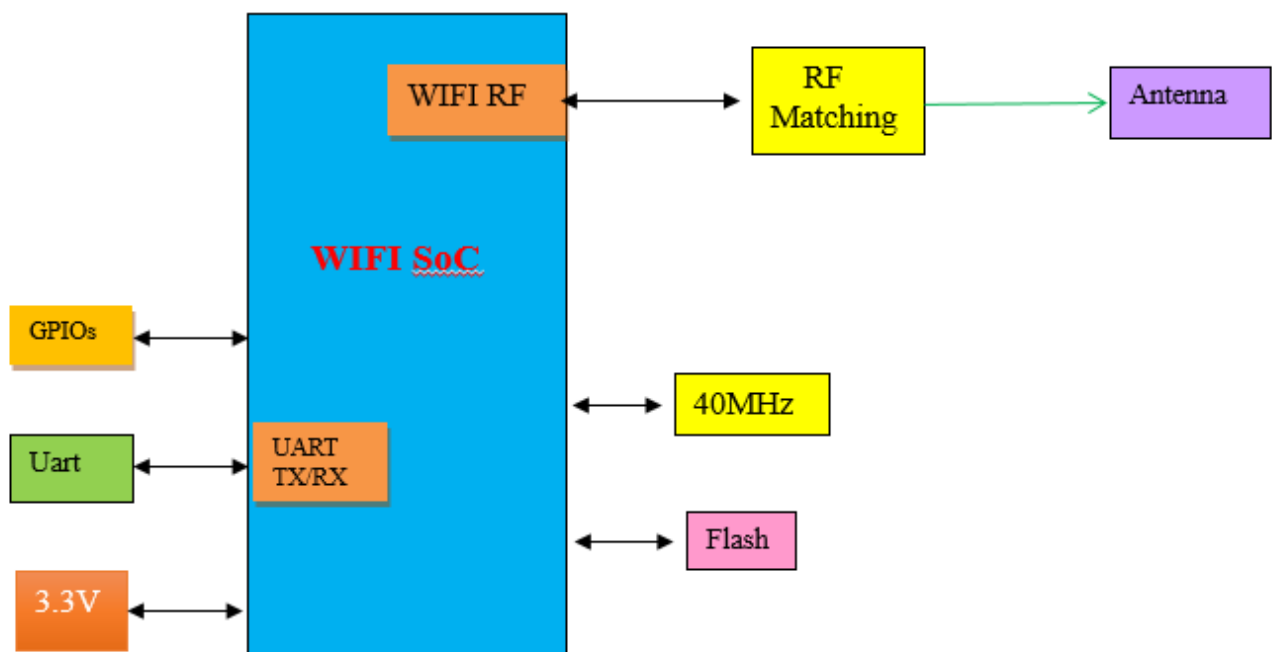 WIFI RF
RF
Matching
Antenna
WIFI SoC
GPIOs
40MHz
Uart
UART
TX/RX
Flash
3.3V